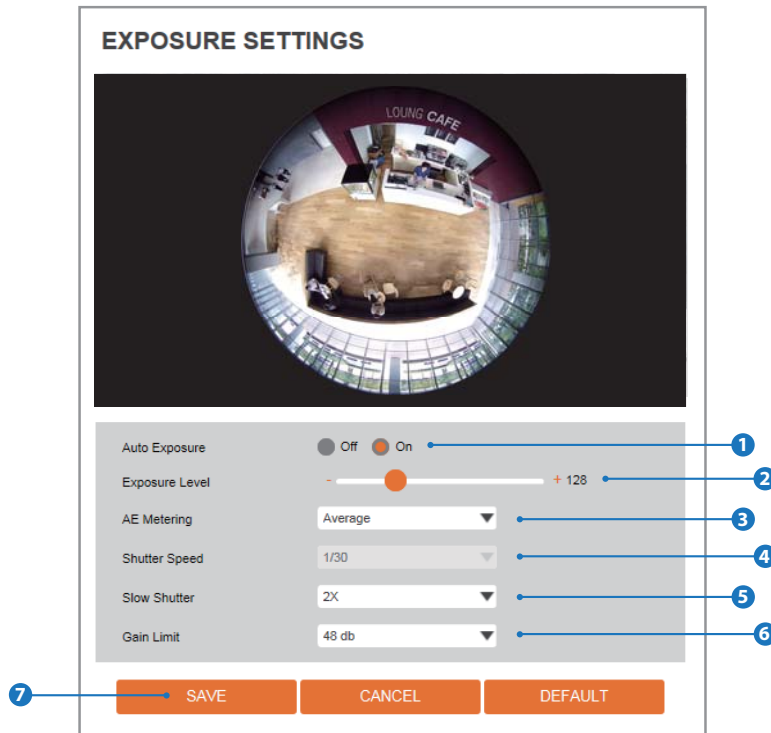 EXPOSURE SETTINGS
LOUNG CAFE
Auto Exposure Off On 1
Exposure Level - + 128 2
AE Metering Average 3
Shutter Speed 1/30 4
Slow Shutter 2X 5
Gain Limit 48 db 6
7 SAVE CANCEL DEFAULT